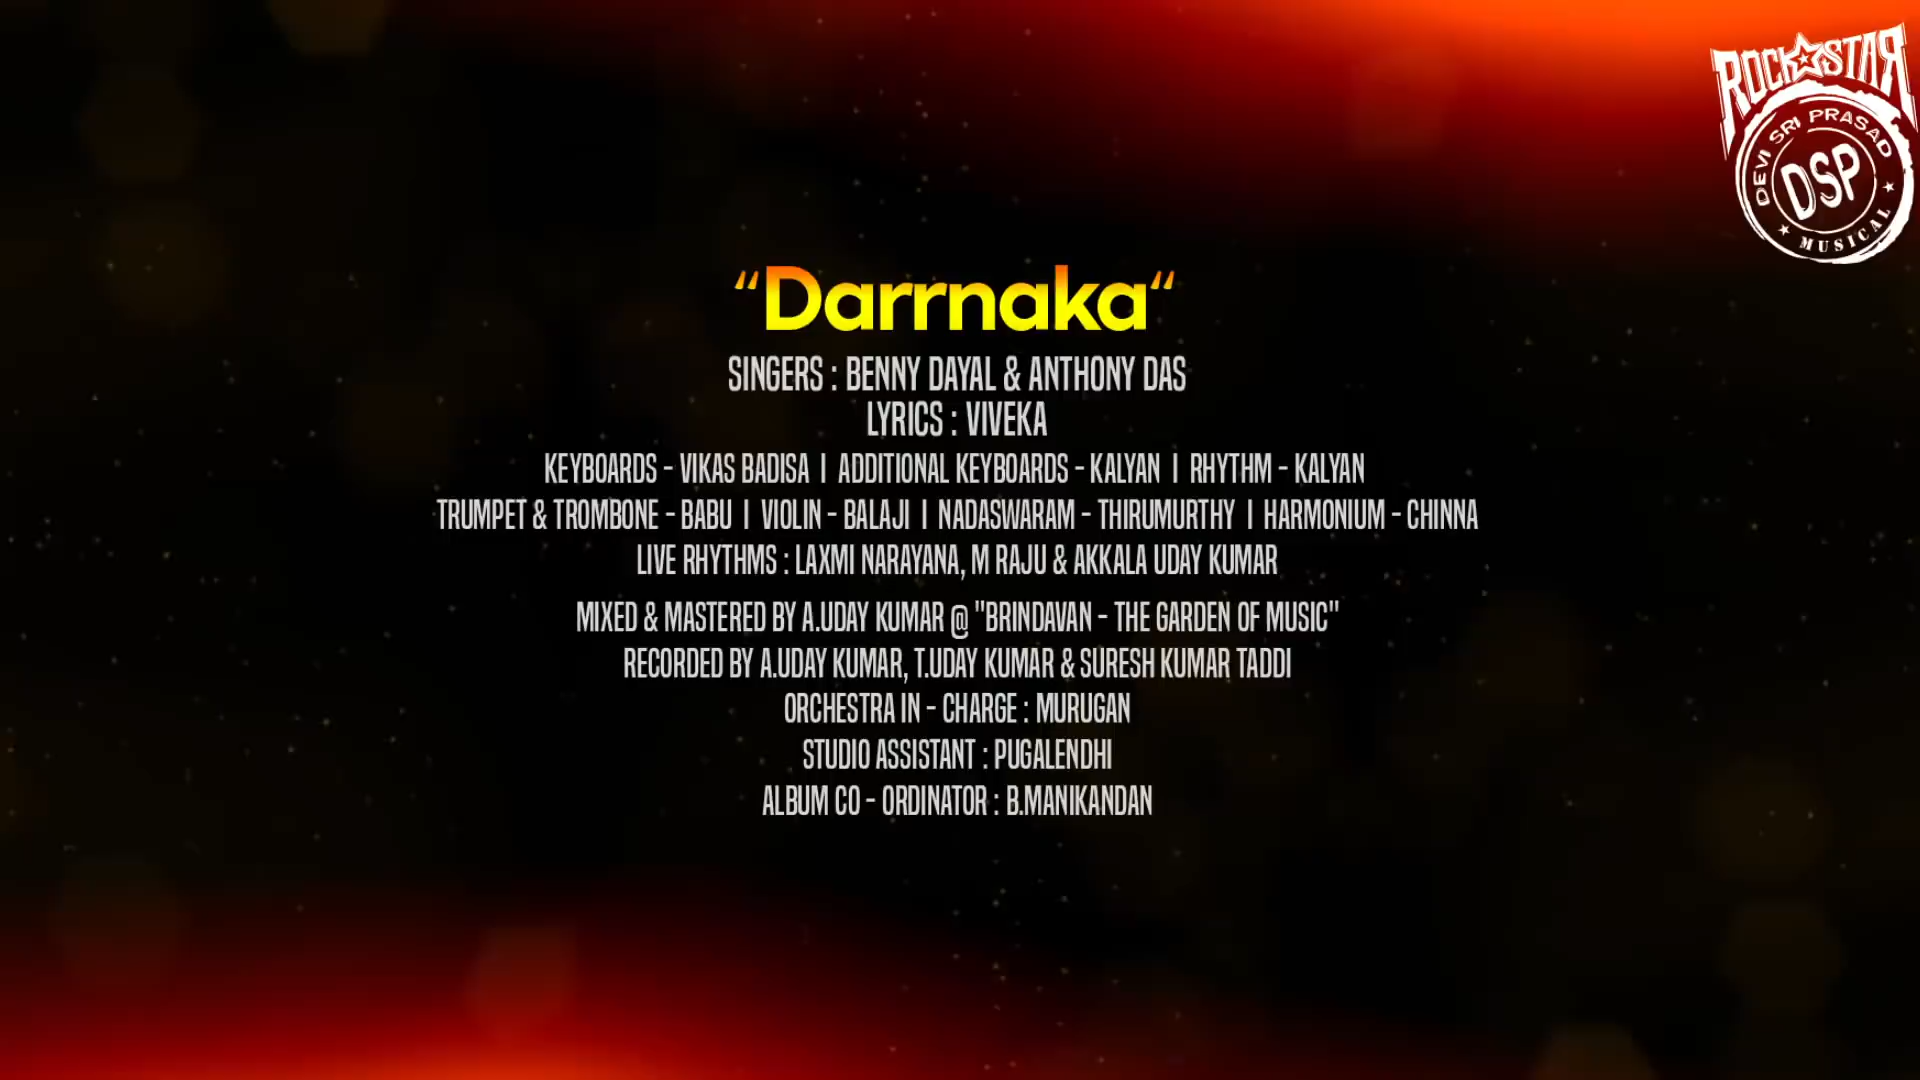 ROCKSTAR
DEVI SRI PRASAD
DSP
MUSICAL
“Darrnaka“
SINGERS : BENNY DAYAL & ANTHONY DAS
LYRICS : VIVEKA
KEYBOARDS - VIKAS BADISA I ADDITIONAL KEYBOARDS - KALYAN I RHYTHM - KALYAN
TRUMPET & TROMBONE - BABU I VIOLIN - BALAJI I NADASWARAM - THIRUMURTHY I HARMONIUM - CHINNA
LIVE RHYTHMS : LAXMI NARAYANA, M RAJU & AKKALA UDAY KUMAR
MIXED & MASTERED BY A.UDAY KUMAR @ "BRINDAVAN - THE GARDEN OF MUSIC"
RECORDED BY A.UDAY KUMAR, T.UDAY KUMAR & SURESH KUMAR TADDI
ORCHESTRA IN - CHARGE : MURUGAN
STUDIO ASSISTANT : PUGALENDHI
ALBUM CO - ORDINATOR : B.MANIKANDAN